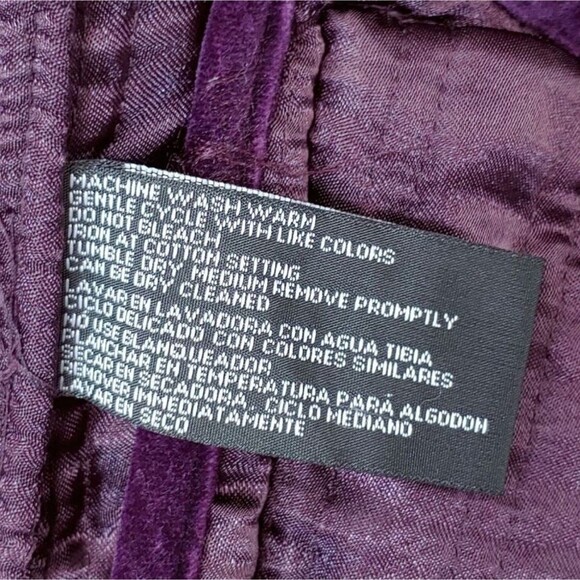 MACHINE WASH WARM
GENTLE CYCLE WITH LIKE COLORS
DO NOT BLEACH
IRON AT COTTON SETTING
TUMBLE DRY MEDIUM REMOVE PROMPTLY
CAN BE DRY CLEANED
LAVAR EN LAVADORA CON AGUA TIBIA
CICLO DELICADO CON COLORES SIMILARES
NO USE BLANQUEADOR
PLANCHAR EN TEMPERATURA PARÁ ALGODON
SECAR EN SECADORA, CICLO MEDIANO
REMOVER IMMEDIATAMENTE
LAVAR EN SECO